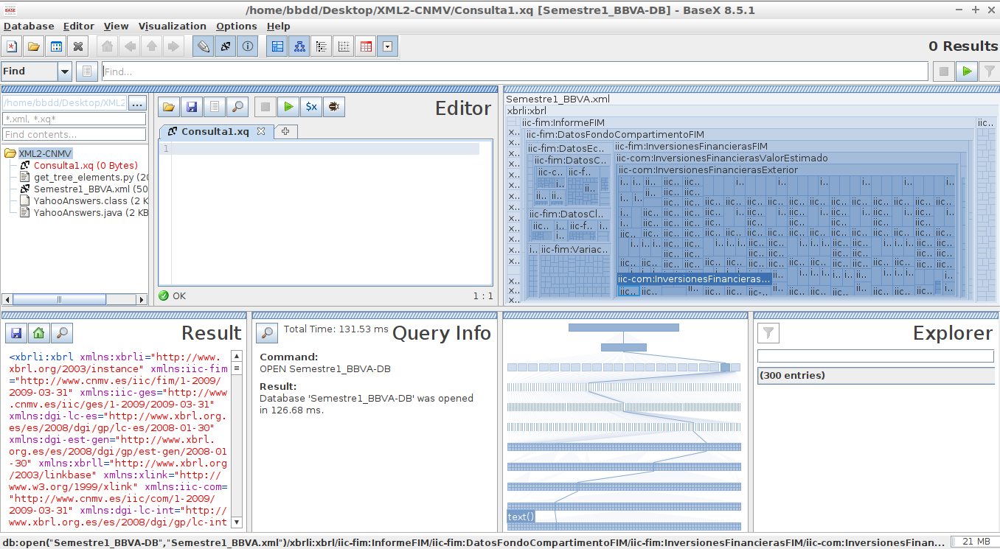 /home/bbdd/Desktop/XML2-CNMV/Consulta1.xq [Semestre1_BBVA-DB] - BaseX 8.5.1
Database Editor View Visualization Options Help
0 Results
Find
Find...
/home/bbdd/Desktop/XML2
...
*.xml, *.xq*
Find contents...
XML2-CNMV
Consulta1.xq (0 Bytes)
get_tree_elements.py (20
Semestre1_BBVA.xml (50
YahooAnswers.class (2 K
YahooAnswers.java (2 KB
Editor
Consulta1.xq
1
OK
1 : 1
Semestre1_BBVA.xml
xbrli:xbrl
iic-fim:InformeFIM
iic..
iic-fim:DatosFondoCompartimentoFIM
iic-fim:DatosEc..
iic-fim:InversionesFinancierasFIM
iic-fim:DatosC..
iic-com:InversionesFinancierasValorEstimado
iic-c..
iic-f..
iic-com:InversionesFinancierasExterior
iic-fim:DatosCl..
iic-f..
iic-fim:Variac..
iic-com:InversionesFinancieras...
Result
<xbrli:xbrl xmlns:xbrli="http://www.
xbrl.org/2003/instance" xmlns:iic-fim
="http://www.cnmv.es/iic/fim/1-2009/
2009-03-31" xmlns:iic-ges="http://www
.cnmv.es/iic/ges/1-2009/2009-03-31"
xmlns:dgi-lc-es="http://www.xbrl.org.
es/es/2008/dgi/gp/lc-es/2008-01-30"
xmlns:dgi-est-gen="http://www.xbrl.
org.es/es/2008/dgi/gp/est-gen/2008-01
-30" xmlns:xbrll="http://www.xbrl.org
/2003/linkbase" xmlns:xlink="http://
www.w3.org/1999/xlink" xmlns:iic-com=
"http://www.cnmv.es/iic/com/1-2009/
2009-03-31" xmlns:dgi-lc-int="http://
www.xbrl.org.es/es/2008/dgi/gp/lc-int
Total Time: 131.53 ms
Query Info
Command:
OPEN Semestre1_BBVA-DB
Result:
Database 'Semestre1_BBVA-DB' was opened
in 126.68 ms.
text()
Explorer
(300 entries)
db:open("Semestre1_BBVA-DB","Semestre1_BBVA.xml")/xbrli:xbrl/iic-fim:InformeFIM/iic-fim:DatosFondoCompartimentoFIM/iic-fim:InversionesFinancierasFIM/iic-com:InversionesFinan...
21 MB